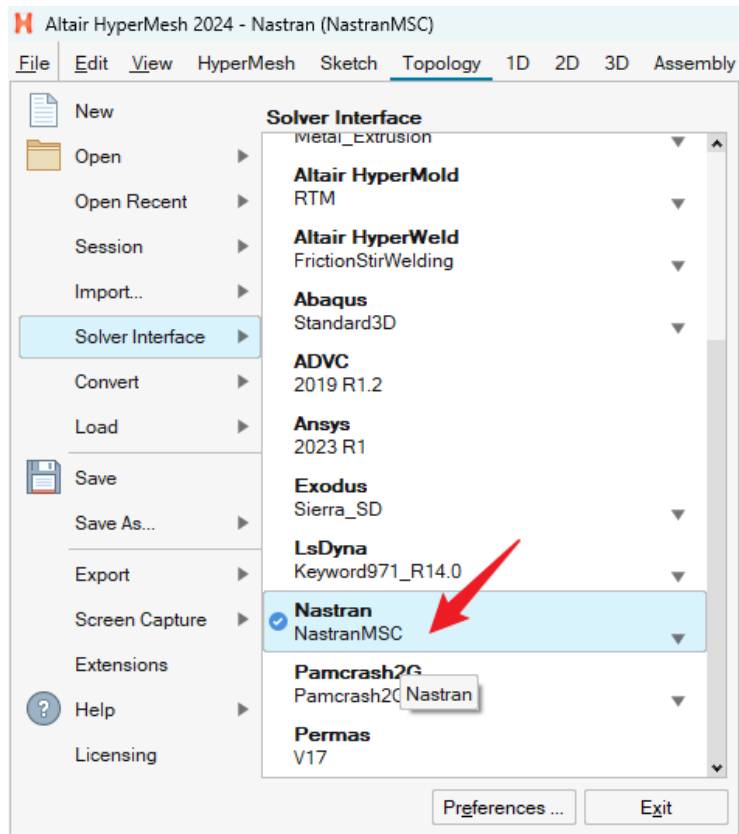 Altair HyperMesh 2024 - Nastran (NastranMSC)
File Edit View HyperMesh Sketch Topology 1D 2D 3D Assembly
New
Open
Open Recent
Session
Import...
Solver Interface
Convert
Load
Save
Save As...
Export
Screen Capture
Extensions
Help
Licensing
Solver Interface
Metal_Extrusion
Altair HyperMold
RTM
Altair HyperWeld
FrictionStirWelding
Abaqus
Standard3D
ADVC
2019 R1.2
Ansys
2023 R1
Exodus
Sierra_SD
LsDyna
Keyword971_R14.0
Nastran
NastranMSC
Pamcrash2G
Pamcrash2G
Nastran
Permas
V17
Preferences ... Exit